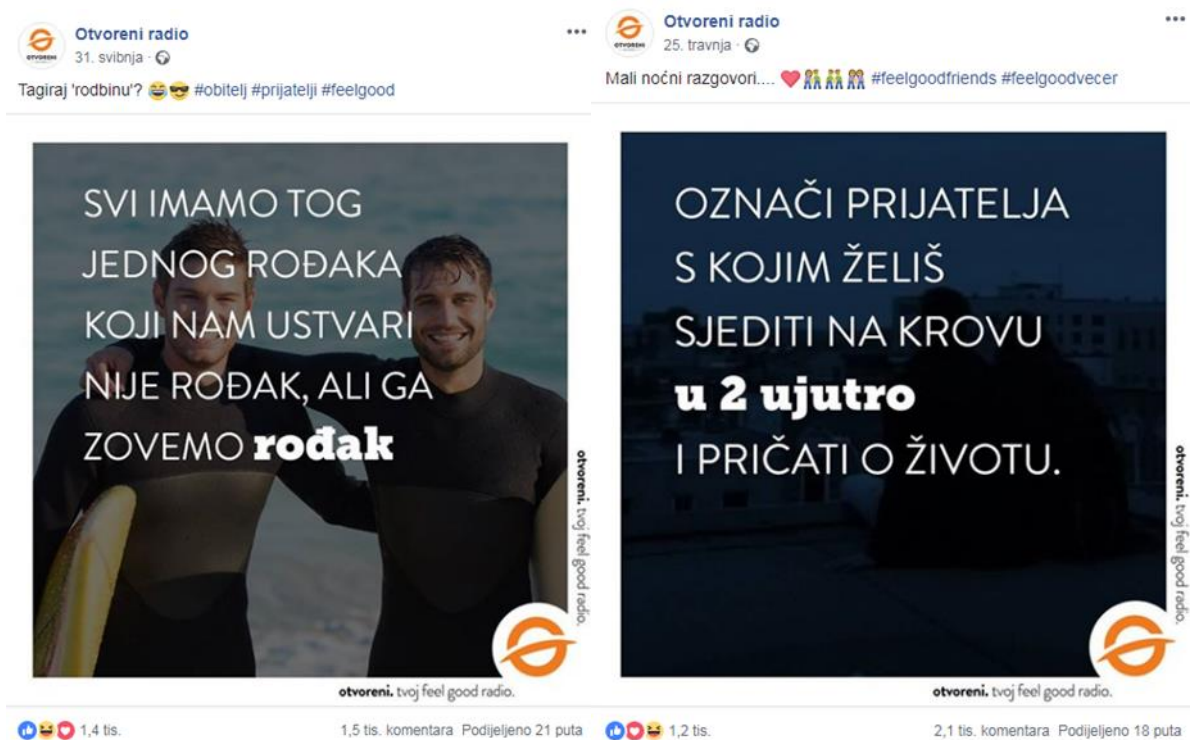 Otvoreni radio
31. svibnja
Tagiraj 'rodbinu'? 😂😎 #obitelj #prijatelji #feelgood
SVI IMAMO TOG
JEDNOG ROĐAKA
KOJI NAM USTVARI
NIJE ROĐAK, ALI GA
ZOVEMO rođak
otvoreni. tvoj feel good radio.
otvoreni. tvoj feel good radio.
1,4 tis.
1,5 tis. komentara Podijeljeno 21 puta
Otvoreni radio
25. travnja
Mali noćni razgovori.... #feelgoodfriends #feelgoodvecer
OZNAČI PRIJATELJA
S KOJIM ŽELIŠ
SJEDITI NA KROVU
u 2 ujutro
I PRIČATI O ŽIVOTU.
otvoreni. tvoj feel good radio.
otvoreni. tvoj feel good radio.
1,2 tis.
2,1 tis. komentara Podijeljeno 18 puta